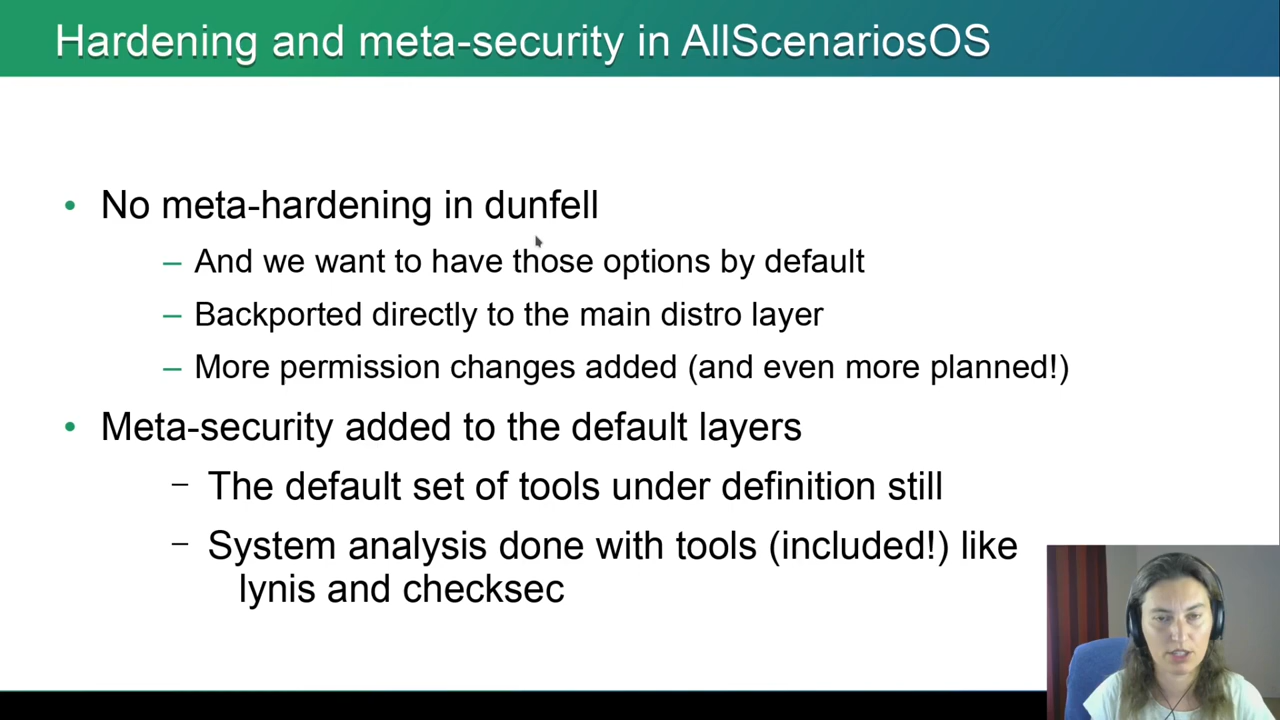 Hardening and meta-security in AllScenariosOS
• No meta-hardening in dunfell
– And we want to have those options by default
– Backported directly to the main distro layer
– More permission changes added (and even more planned!)
• Meta-security added to the default layers
– The default set of tools under definition still
– System analysis done with tools (included!) like
lynis and checksec